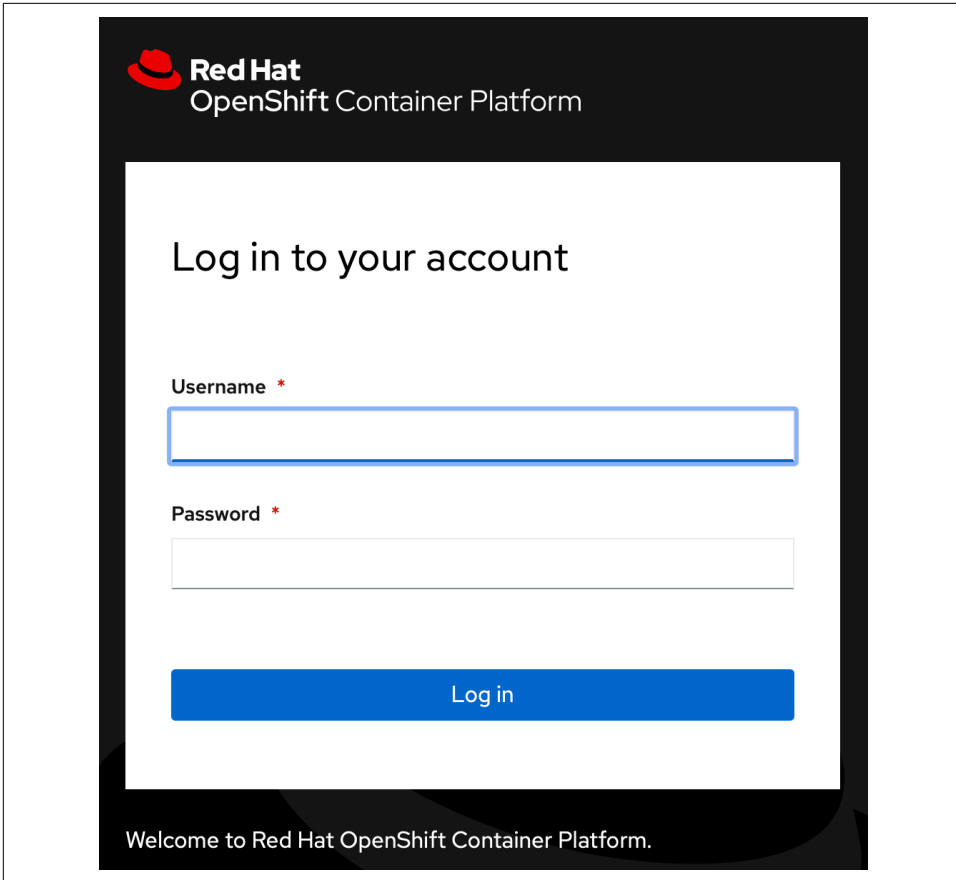 Red Hat
OpenShift Container Platform
Log in to your account
Username *
Password *
Log in
Welcome to Red Hat OpenShift Container Platform.